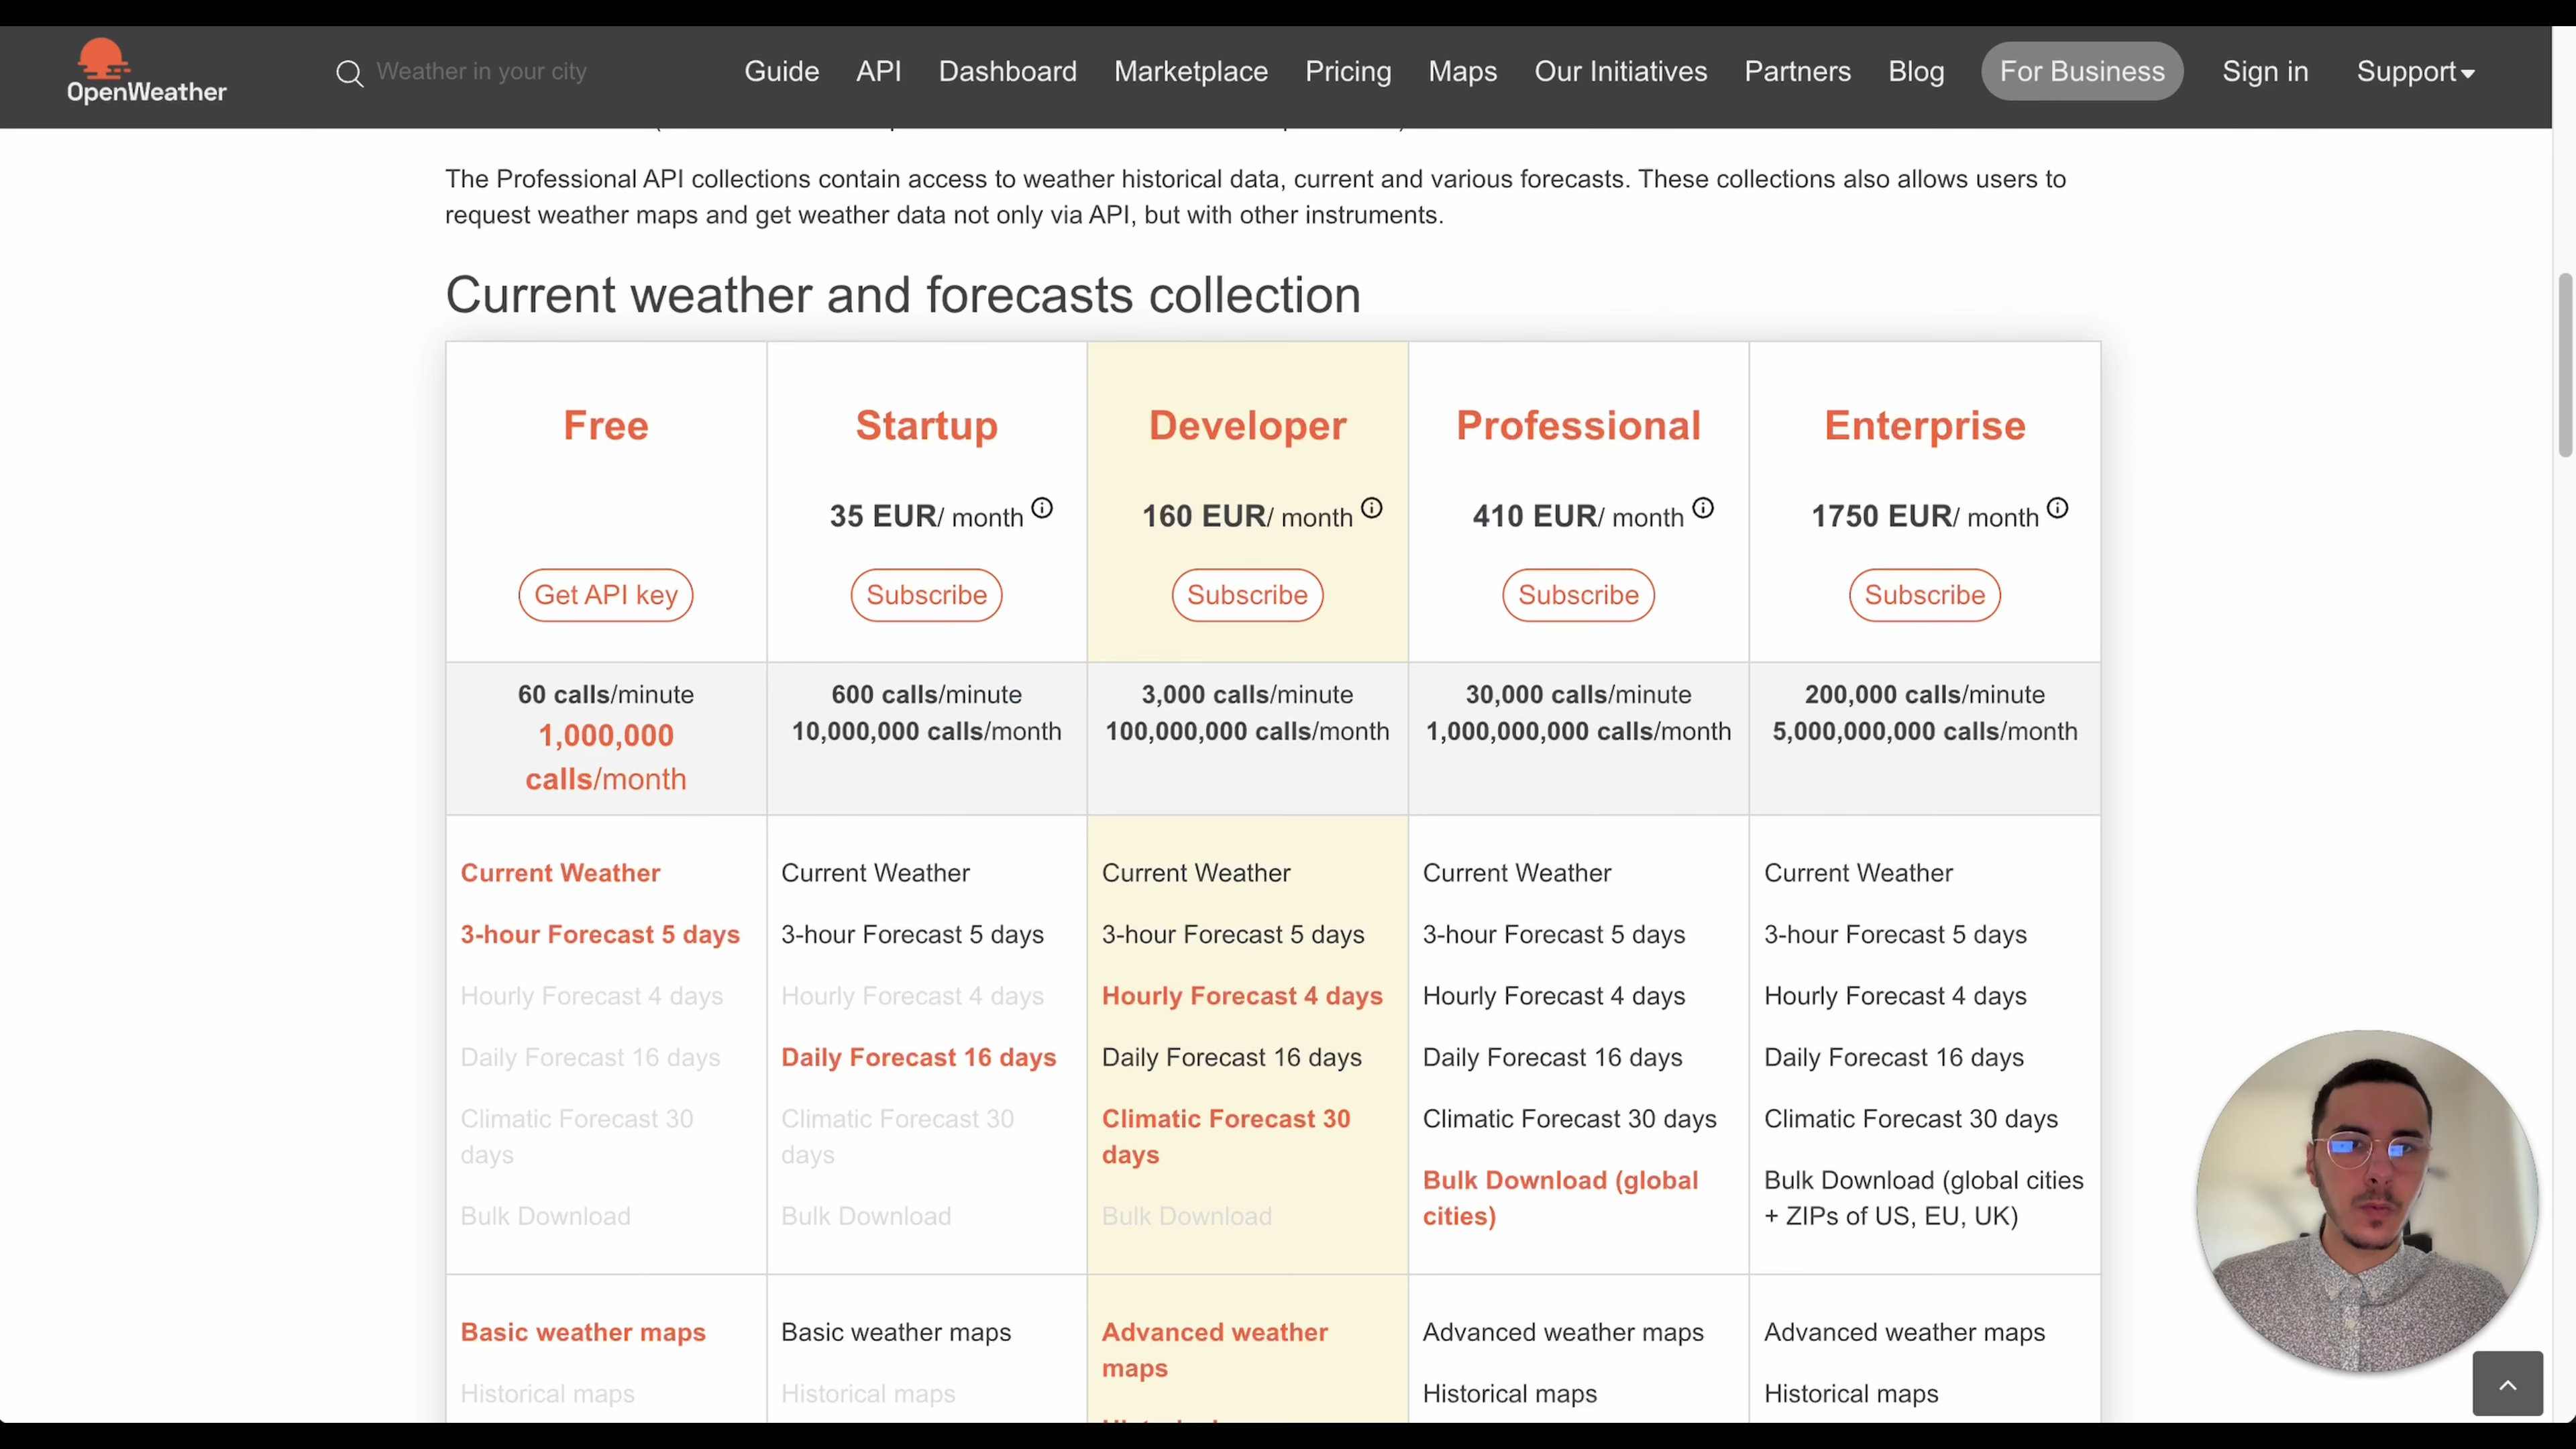 OpenWeather
Weather in your city
Guide
API
Dashboard
Marketplace
Pricing
Maps
Our Initiatives
Partners
Blog
For Business
Sign in
Support
The Professional API collections contain access to weather historical data, current and various forecasts. These collections also allows users to
request weather maps and get weather data not only via API, but with other instruments.
Current weather and forecasts collection
Free
Startup
Developer
Professional
Enterprise
35 EUR/ month
160 EUR/ month
410 EUR/ month
1750 EUR/ month
Get API key
Subscribe
Subscribe
Subscribe
Subscribe
60 calls/minute
1,000,000
calls/month
600 calls/minute
10,000,000 calls/month
3,000 calls/minute
100,000,000 calls/month
30,000 calls/minute
1,000,000,000 calls/month
200,000 calls/minute
5,000,000,000 calls/month
Current Weather
3-hour Forecast 5 days
Hourly Forecast 4 days
Daily Forecast 16 days
Climatic Forecast 30
days
Bulk Download
Current Weather
3-hour Forecast 5 days
Hourly Forecast 4 days
Daily Forecast 16 days
Climatic Forecast 30
days
Bulk Download
Current Weather
3-hour Forecast 5 days
Hourly Forecast 4 days
Daily Forecast 16 days
Climatic Forecast 30
days
Bulk Download
Current Weather
3-hour Forecast 5 days
Hourly Forecast 4 days
Daily Forecast 16 days
Climatic Forecast 30 days
Bulk Download (global
cities)
Current Weather
3-hour Forecast 5 days
Hourly Forecast 4 days
Daily Forecast 16 days
Climatic Forecast 30 days
Bulk Download (global cities
+ ZIPs of US, EU, UK)
Basic weather maps
Historical maps
Basic weather maps
Historical maps
Advanced weather
maps
Advanced weather maps
Historical maps
Advanced weather maps
Historical maps